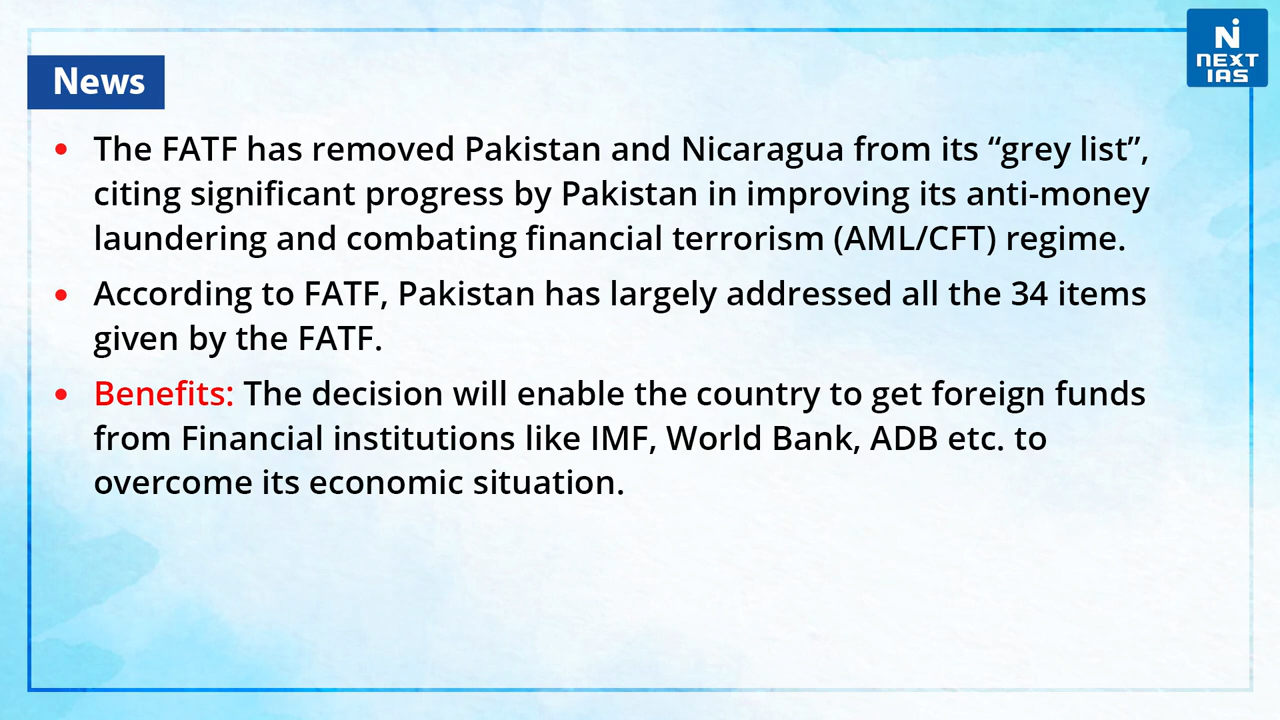 NEXT
IAS
News
• The FATF has removed Pakistan and Nicaragua from its “grey list”,
citing significant progress by Pakistan in improving its anti-money
laundering and combating financial terrorism (AML/CFT) regime.
• According to FATF, Pakistan has largely addressed all the 34 items
given by the FATF.
• Benefits: The decision will enable the country to get foreign funds
from Financial institutions like IMF, World Bank, ADB etc. to
overcome its economic situation.